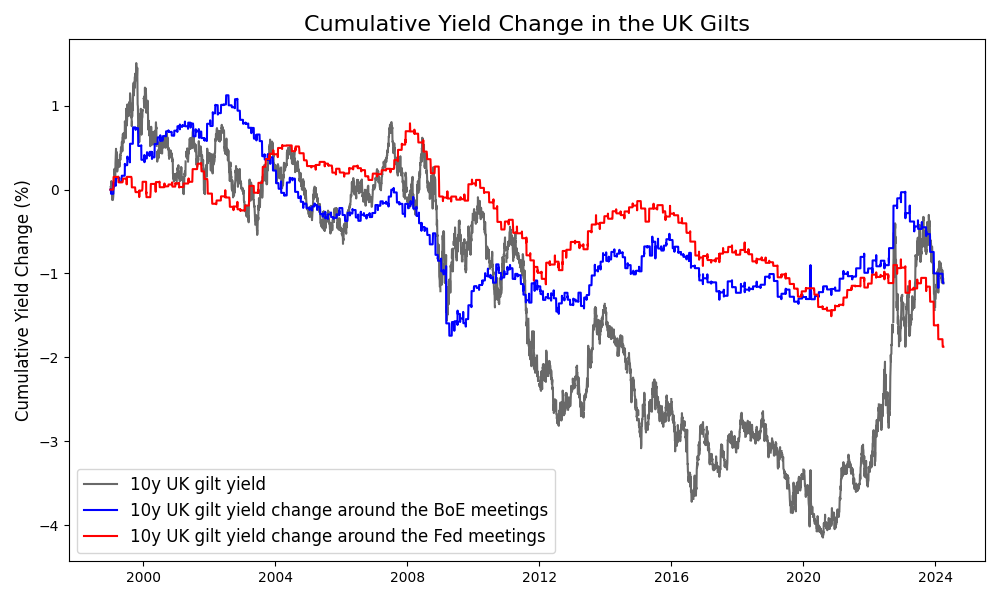 Cumulative Yield Change in the UK Gilts
Cumulative Yield Change (%)
1
0
−1
−2
−3
−4
10y UK gilt yield
10y UK gilt yield change around the BoE meetings
10y UK gilt yield change around the Fed meetings
2000 2004 2008 2012 2016 2020 2024